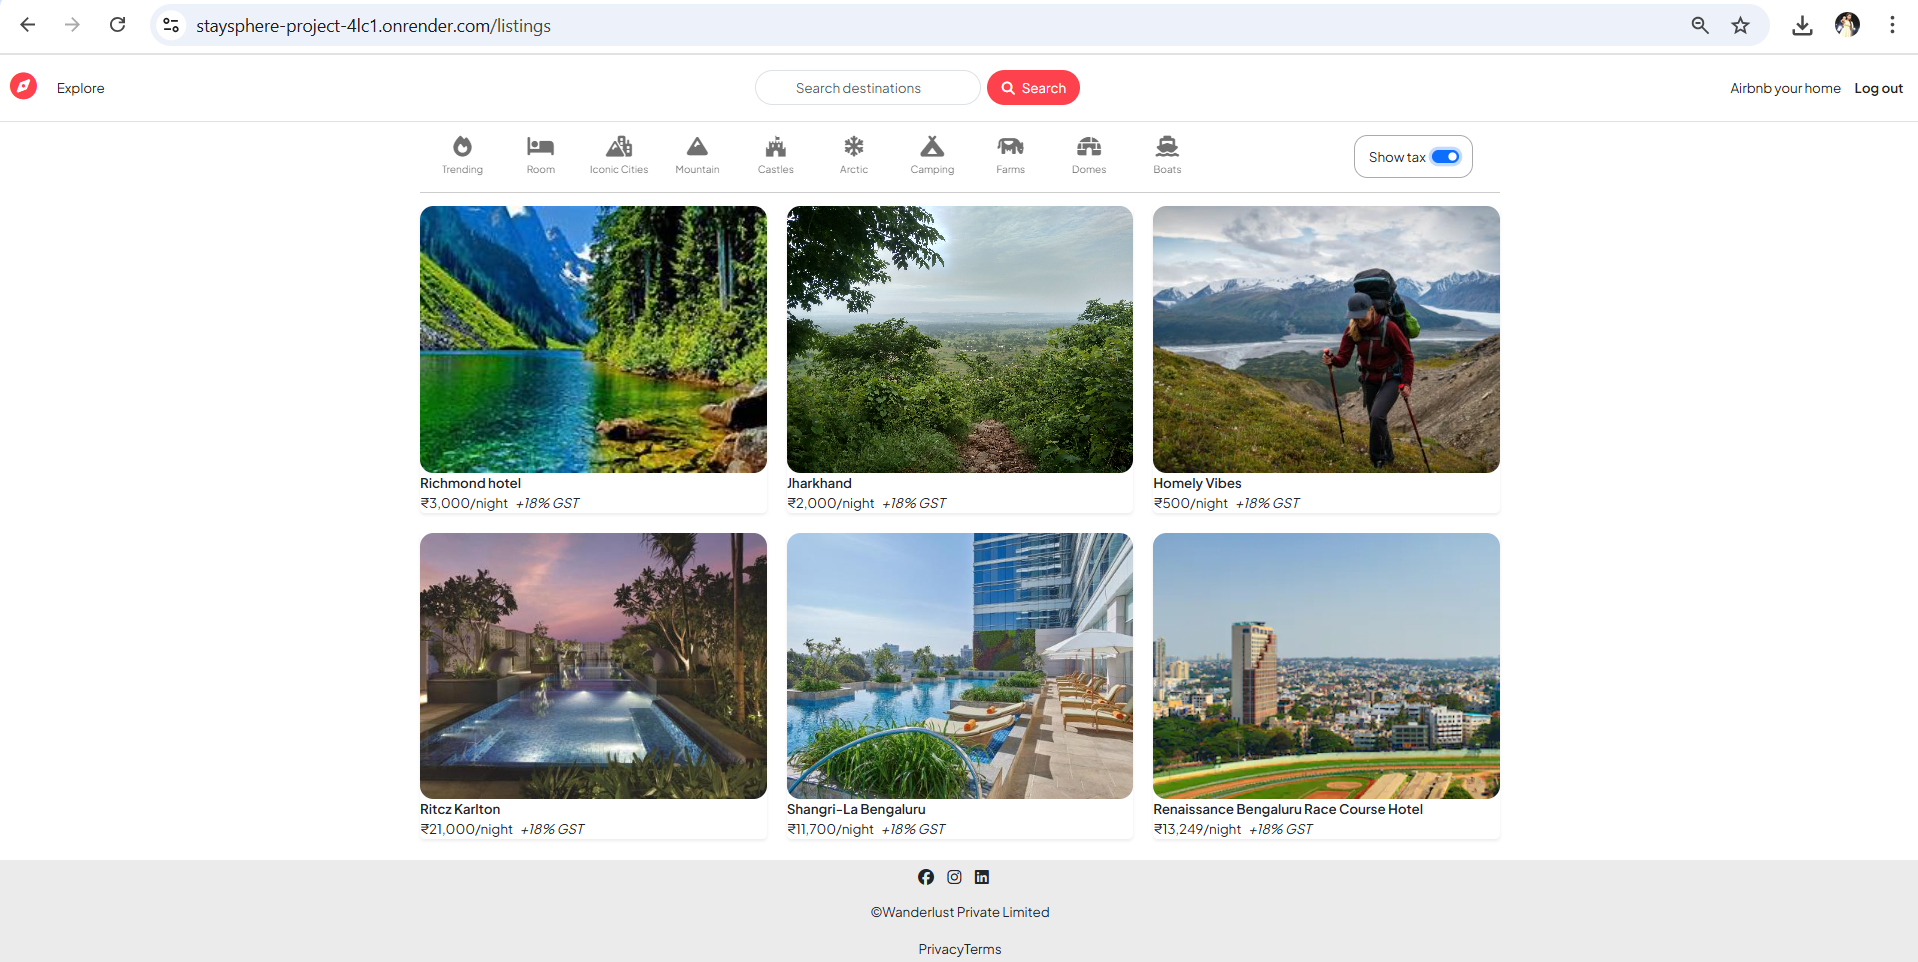 staysphere-project-4lc1.onrender.com/listings
Explore
Search destinations
Search
Airbnb your home
Log out
Trending
Room
Iconic Cities
Mountain
Castles
Arctic
Camping
Farms
Domes
Boats
Show tax
Richmond hotel
₹3,000/night +18% GST
Jharkhand
₹2,000/night +18% GST
Homely Vibes
₹500/night +18% GST
Ritcz Karlton
₹21,000/night +18% GST
Shangri-La Bengaluru
₹11,700/night +18% GST
Renaissance Bengaluru Race Course Hotel
₹13,249/night +18% GST
©Wanderlust Private Limited
PrivacyTerms